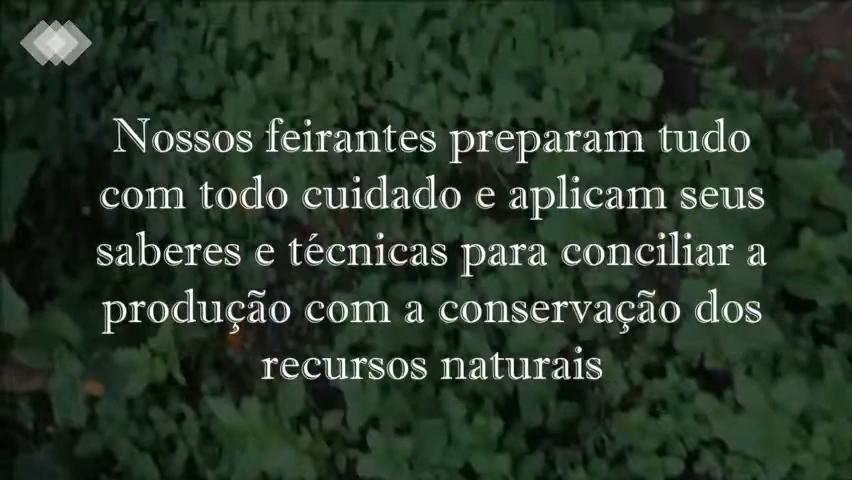 Nossos feirantes preparam tudo
com todo cuidado e aplicam seus
saberes e técnicas para conciliar a
produção com a conservação dos
recursos naturais